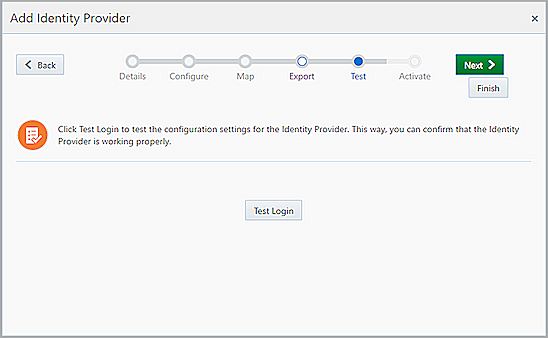 Add Identity Provider
Back
Details Configure Map Export Test Activate
Next
Finish
Click Test Login to test the configuration settings for the Identity Provider. This way, you can confirm that the Identity
Provider is working properly.
Test Login